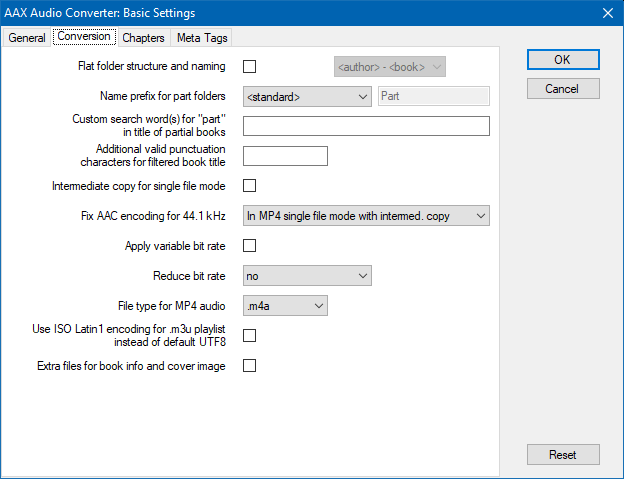 AAX Audio Converter: Basic Settings
General
Conversion
Chapters
Meta Tags
Flat folder structure and naming
<author> - <book>
OK
Name prefix for part folders
<standard>
Part
Cancel
Custom search word(s) for "part"
in title of partial books
Additional valid punctuation
characters for filtered book title
Intermediate copy for single file mode
Fix AAC encoding for 44.1 kHz
In MP4 single file mode with intermed. copy
Apply variable bit rate
Reduce bit rate
no
File type for MP4 audio
.m4a
Use ISO Latin1 encoding for .m3u playlist
instead of default UTF8
Extra files for book info and cover image
Reset